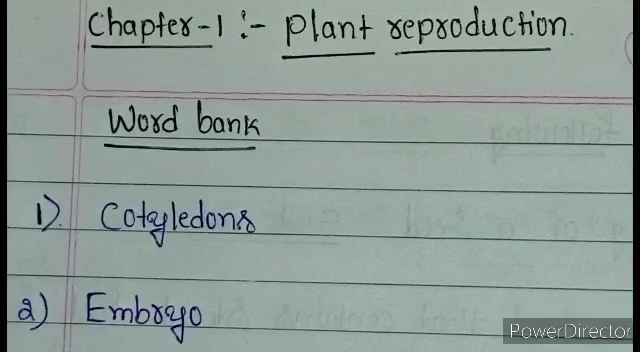 Chapter-1 :- Plant reproduction.
Word bank
1). Cotyledons
2) Embryo
PowerDirector